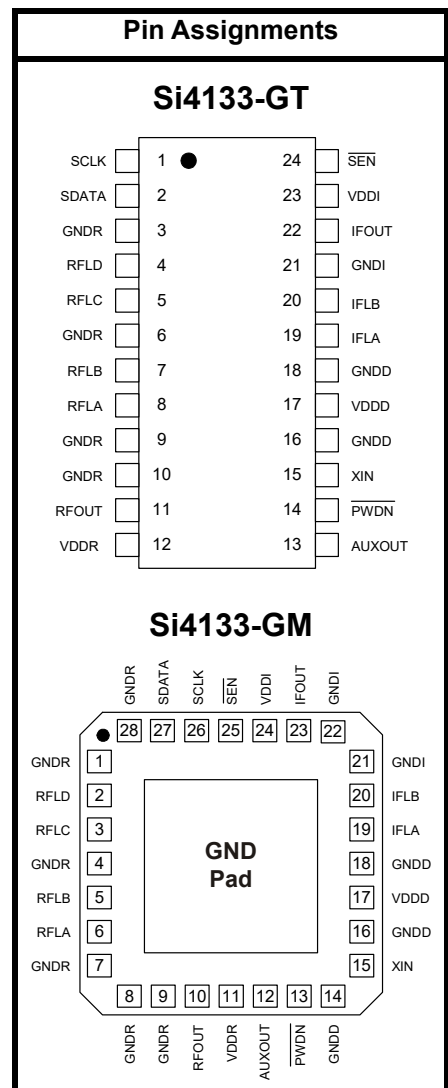 Pin Assignments
Si4133-GT
SCLK 1 24 S̅E̅N̅
SDATA 2 23 VDDI
GNDR 3 22 IFOUT
RFLD 4 21 GNDI
RFLC 5 20 IFLB
GNDR 6 19 IFLA
RFLB 7 18 GNDD
RFLA 8 17 VDDD
GNDR 9 16 GNDD
GNDR 10 15 XIN
RFOUT 11 14 P̅W̅D̅N̅
VDDR 12 13 AUXOUT
Si4133-GM
GNDR SDATA SCLK S̅E̅N̅ VDDI IFOUT GNDI
28 27 26 25 24 23 22
GNDR 1 21 GNDI
RFLD 2 20 IFLB
RFLC 3 19 IFLA
GNDR 4 18 GNDD
GND
Pad
RFLB 5 17 VDDD
RFLA 6 16 GNDD
GNDR 7 15 XIN
8 9 10 11 12 13 14
GNDR GNDR RFOUT VDDR AUXOUT P̅W̅D̅N̅ GNDD